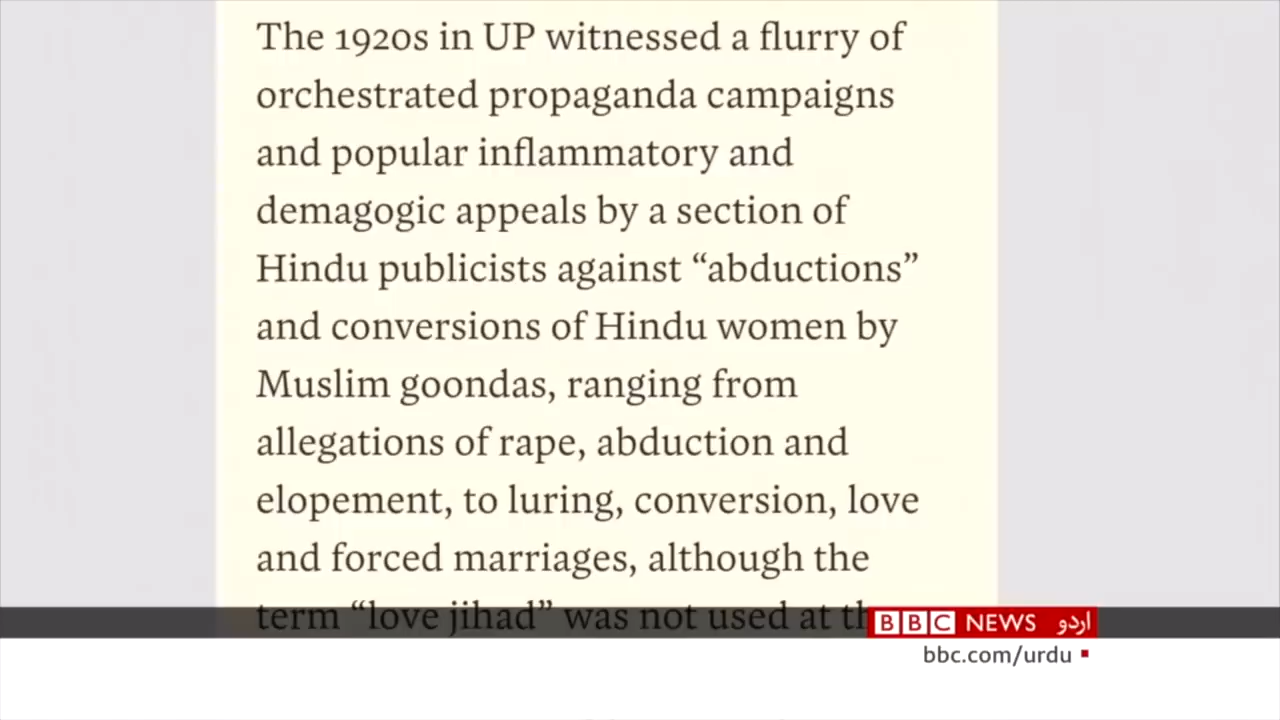 The 1920s in UP witnessed a flurry of
orchestrated propaganda campaigns
and popular inflammatory and
demagogic appeals by a section of
Hindu publicists against “abductions”
and conversions of Hindu women by
Muslim goondas, ranging from
allegations of rape, abduction and
elopement, to luring, conversion, love
and forced marriages, although the
term “love jihad” was not used at
BBC NEWS اردو
bbc.com/urdu